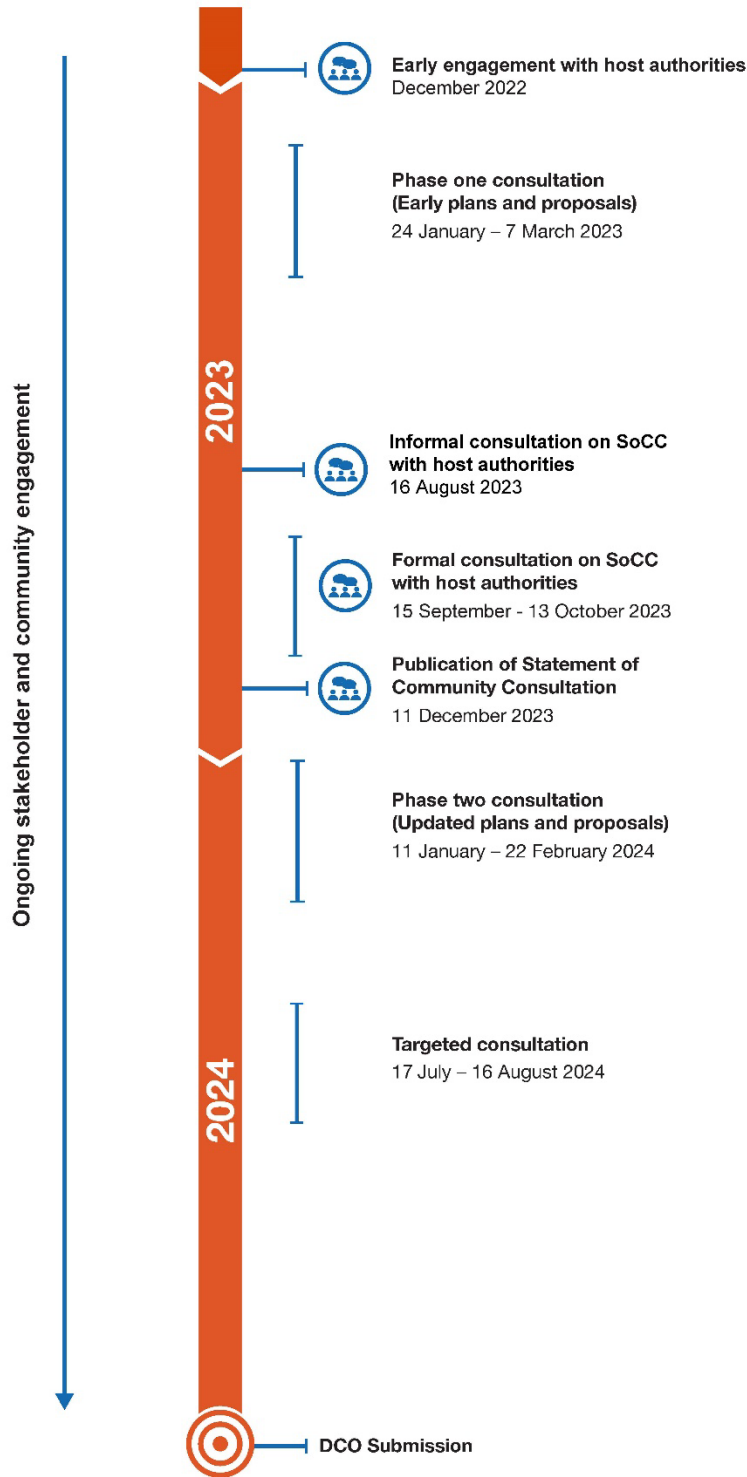 Early engagement with host authorities
December 2022
Phase one consultation
(Early plans and proposals)
24 January – 7 March 2023
2023
Informal consultation on SoCC
with host authorities
16 August 2023
Formal consultation on SoCC
with host authorities
15 September - 13 October 2023
Publication of Statement of
Community Consultation
11 December 2023
Ongoing stakeholder and community engagement
Phase two consultation
(Updated plans and proposals)
11 January – 22 February 2024
Targeted consultation
17 July – 16 August 2024
2024
DCO Submission